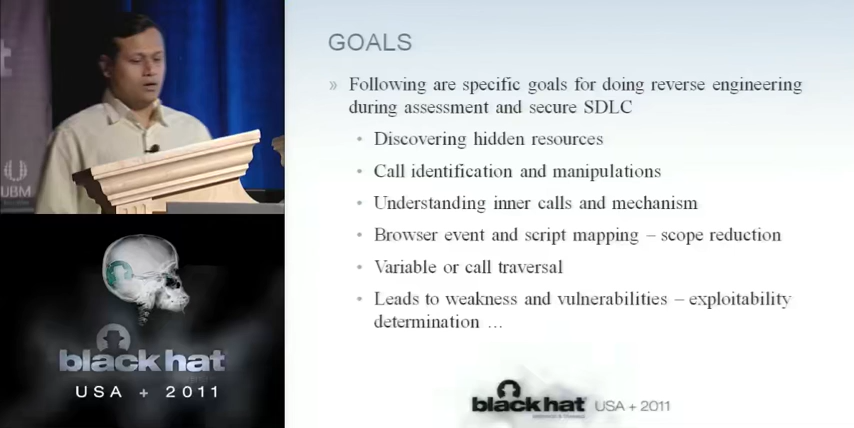 UBM
black hat
USA + 2011
GOALS
» Following are specific goals for doing reverse engineering
during assessment and secure SDLC
• Discovering hidden resources
• Call identification and manipulations
• Understanding inner calls and mechanism
• Browser event and script mapping – scope reduction
• Variable or call traversal
• Leads to weakness and vulnerabilities – exploitability
determination ...
black hat USA + 2011